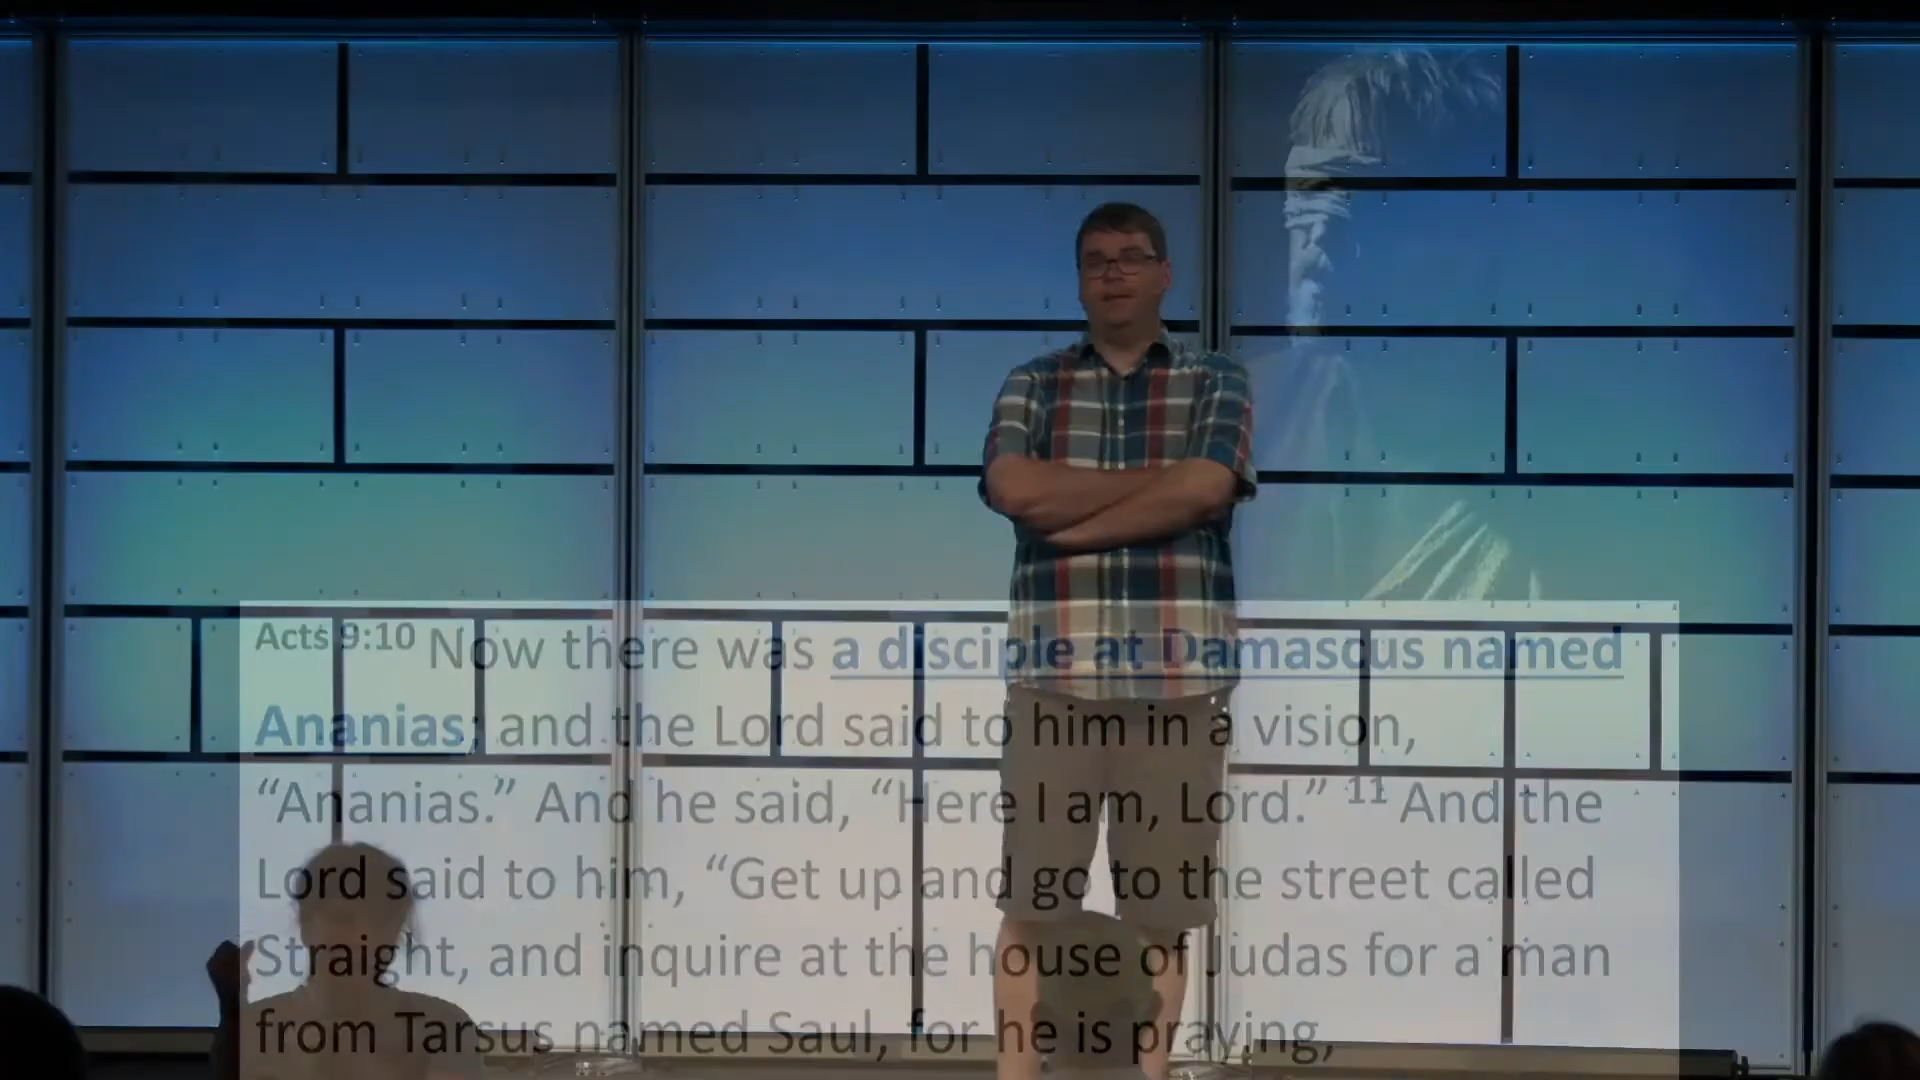 Acts 9:10 Now there was a disciple at Damascus named
Ananias; and the Lord said to him in a vision,
“Ananias.” And he said, “Here I am, Lord.” 11 And the
Lord said to him, “Get up and go to the street called
Straight, and inquire at the house of Judas for a man
from Tarsus named Saul, for he is praying,